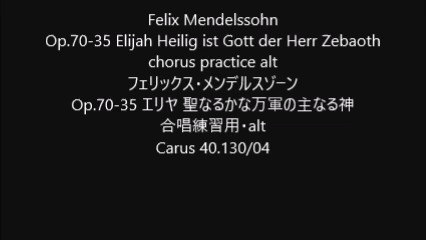 Felix Mendelssohn
Op.70-35 Elijah Heilig ist Gott der Herr Zebaoth
chorus practice alt
フェリックス・メンデルスゾーン
Op.70-35 エリヤ 聖なるかな万軍の主なる神
合唱練習用・alt
Carus 40.130/04